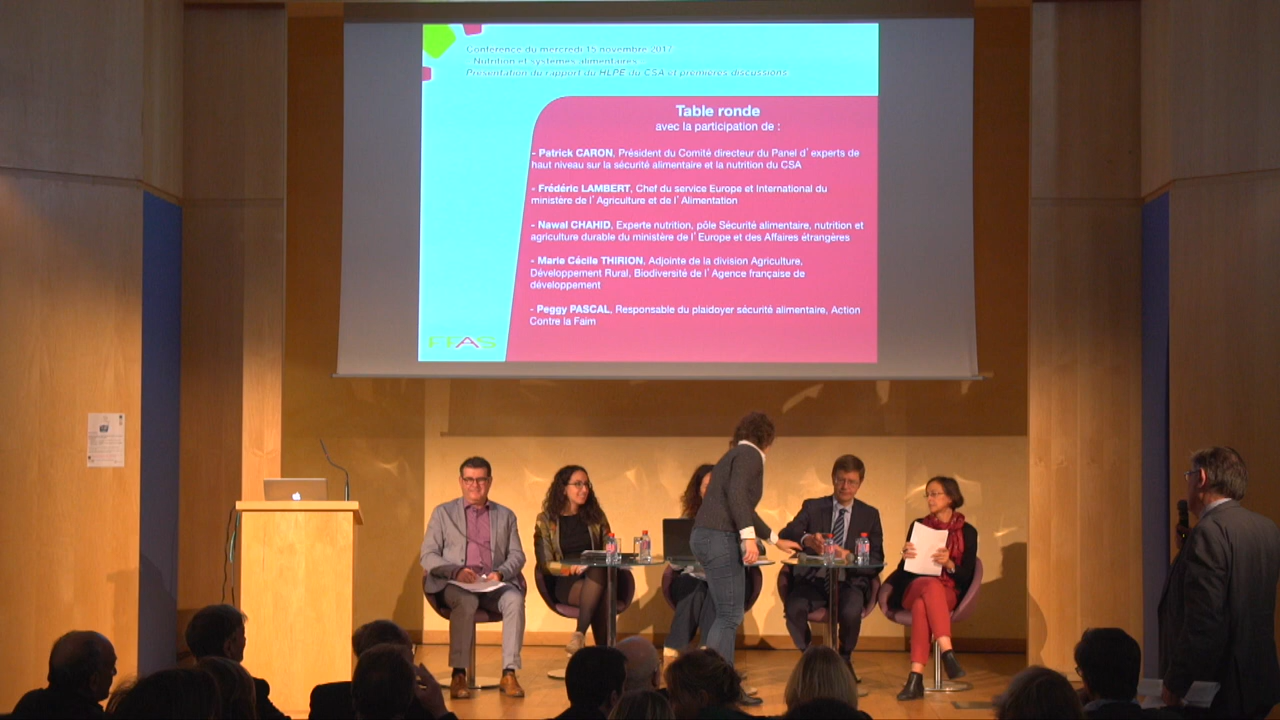 Conférence du mercredi 15 novembre 2017
- Nutrition et systèmes alimentaires -
Présentation du rapport du HLPE du CSA et premières discussions
Table ronde
avec la participation de :
- Patrick CARON, Président du Comité directeur du Panel d'experts de
haut niveau sur la sécurité alimentaire et la nutrition du CSA
- Frédéric LAMBERT, Chef du service Europe et International du
ministère de l'Agriculture et de l'Alimentation
- Nawal CHAHID, Experte nutrition, pôle Sécurité alimentaire, nutrition et
agriculture durable du ministère de l'Europe et des Affaires étrangères
- Marie Cécile THIRION, Adjointe de la division Agriculture,
Développement Rural, Biodiversité de l'Agence française de
développement
- Peggy PASCAL, Responsable du plaidoyer sécurité alimentaire, Action
Contre la Faim